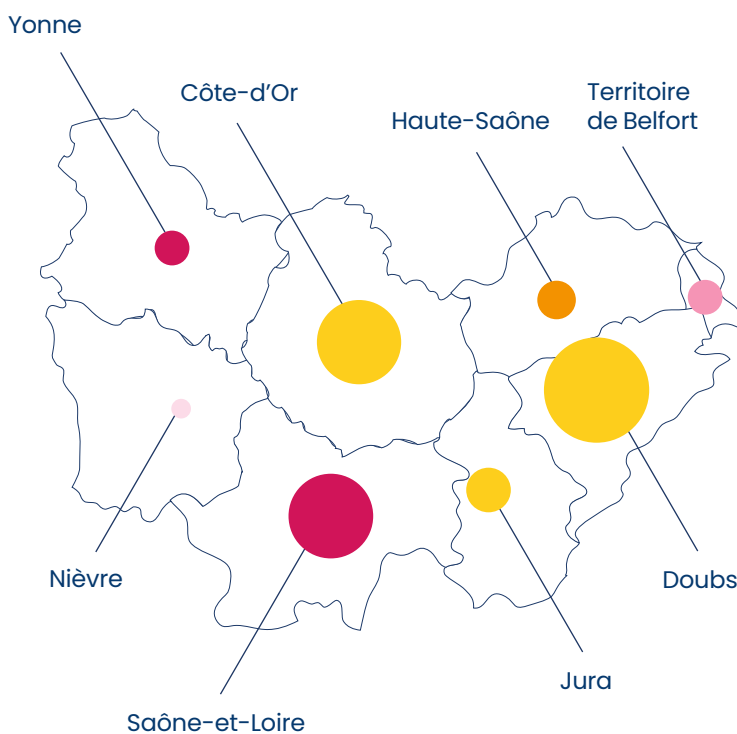 Yonne
Côte-d’Or
Haute-Saône
Territoire
de Belfort
Nièvre
Doubs
Jura
Saône-et-Loire